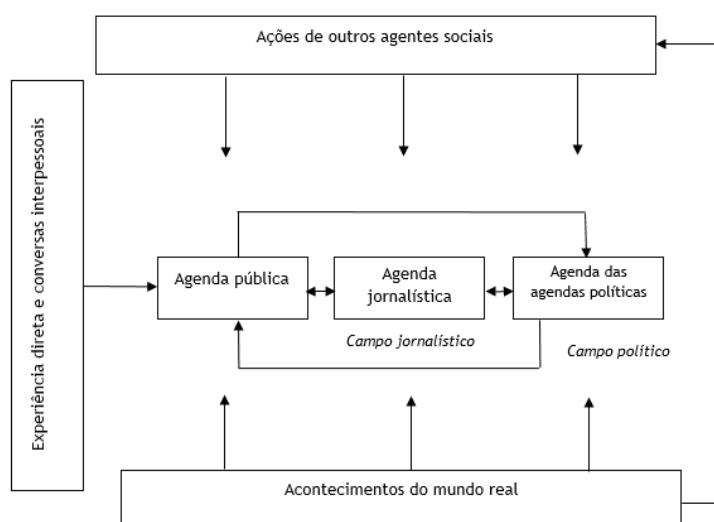 Ações de outros agentes sociais
Experiência direta e conversas interpessoais
Agenda pública
Agenda
jornalística
Agenda das
agendas políticas
Campo jornalístico
Campo político
Acontecimentos do mundo real